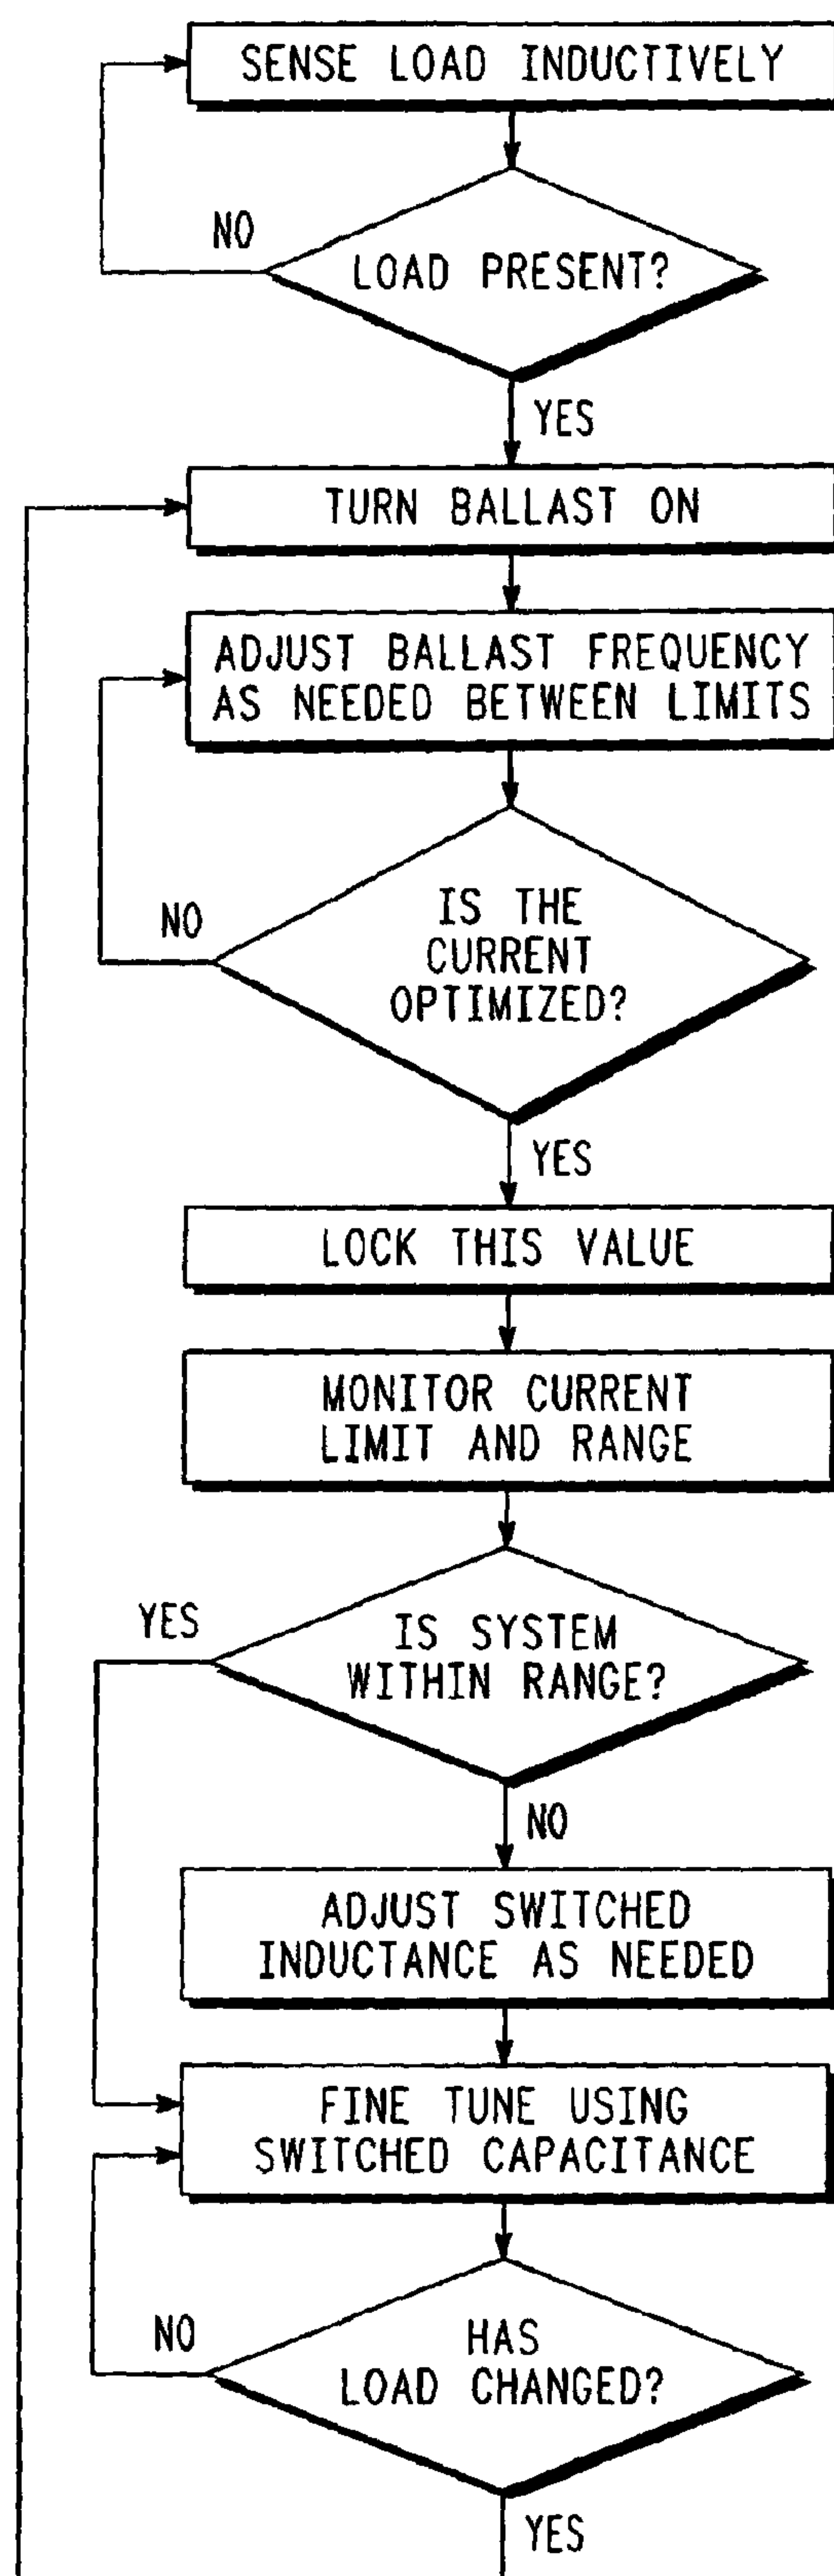 SENSE LOAD INDUCTIVELY
NO
LOAD PRESENT?
YES
TURN BALLAST ON
ADJUST BALLAST FREQUENCY
AS NEEDED BETWEEN LIMITS
NO
IS THE
CURRENT
OPTIMIZED?
YES
LOCK THIS VALUE
MONITOR CURRENT
LIMIT AND RANGE
YES
IS SYSTEM
WITHIN RANGE?
NO
ADJUST SWITCHED
INDUCTANCE AS NEEDED
FINE TUNE USING
SWITCHED CAPACITANCE
NO
HAS
LOAD CHANGED?
YES